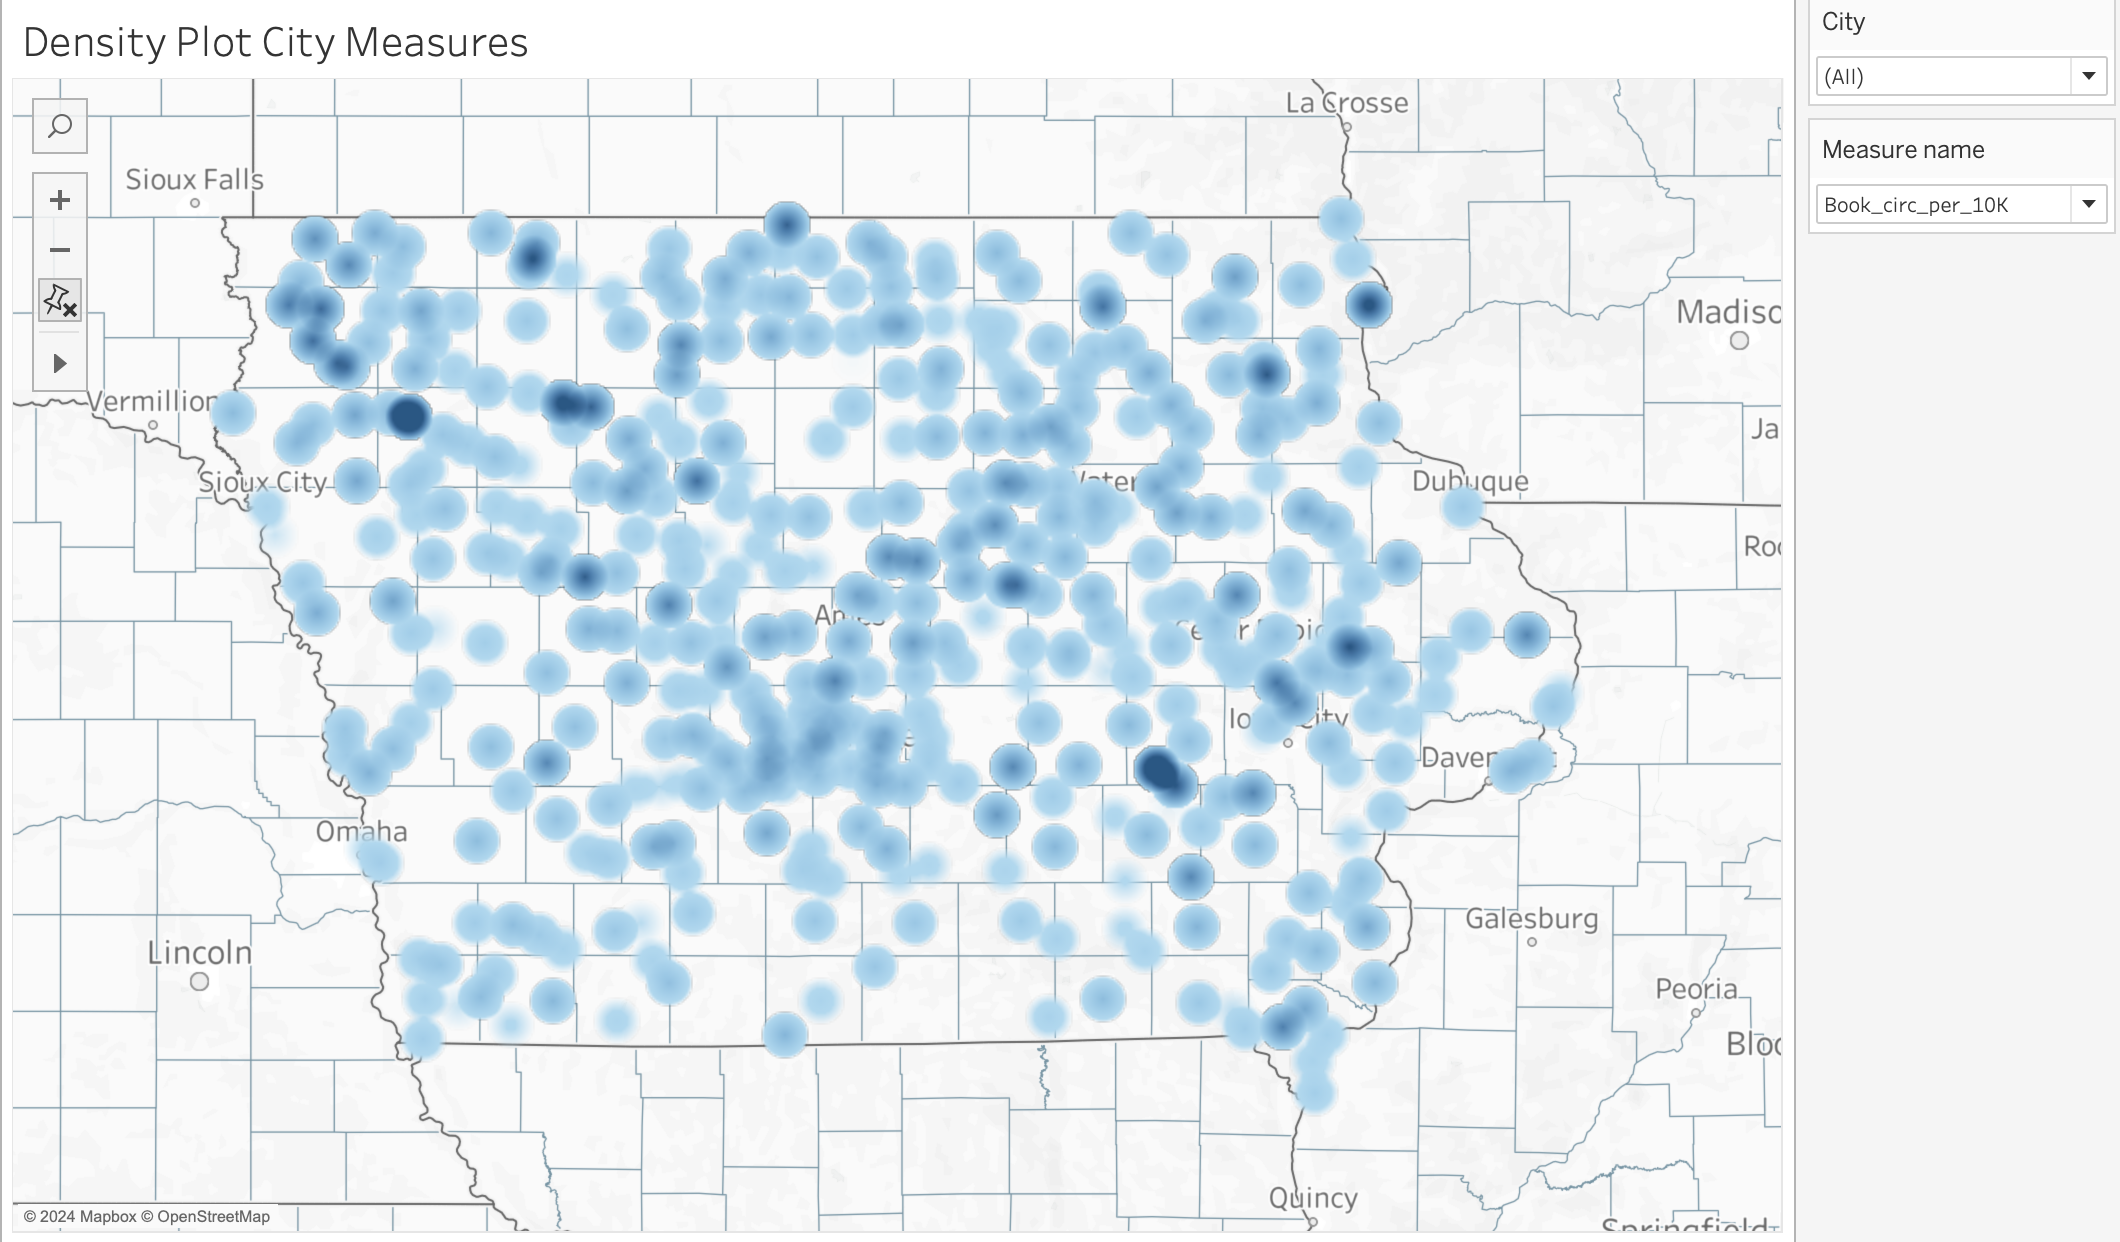 Density Plot City Measures
City
(All)
Measure name
Book_circ_per_10K
La Crosse
Sioux Falls
Madiso
Vermillion
Ja
Sioux City
Dubuque
Roc
Io
City
Daven
Omaha
Galesburg
Lincoln
Peoria
Bloo
Quincy
© 2024 Mapbox © OpenStreetMap
Springfield